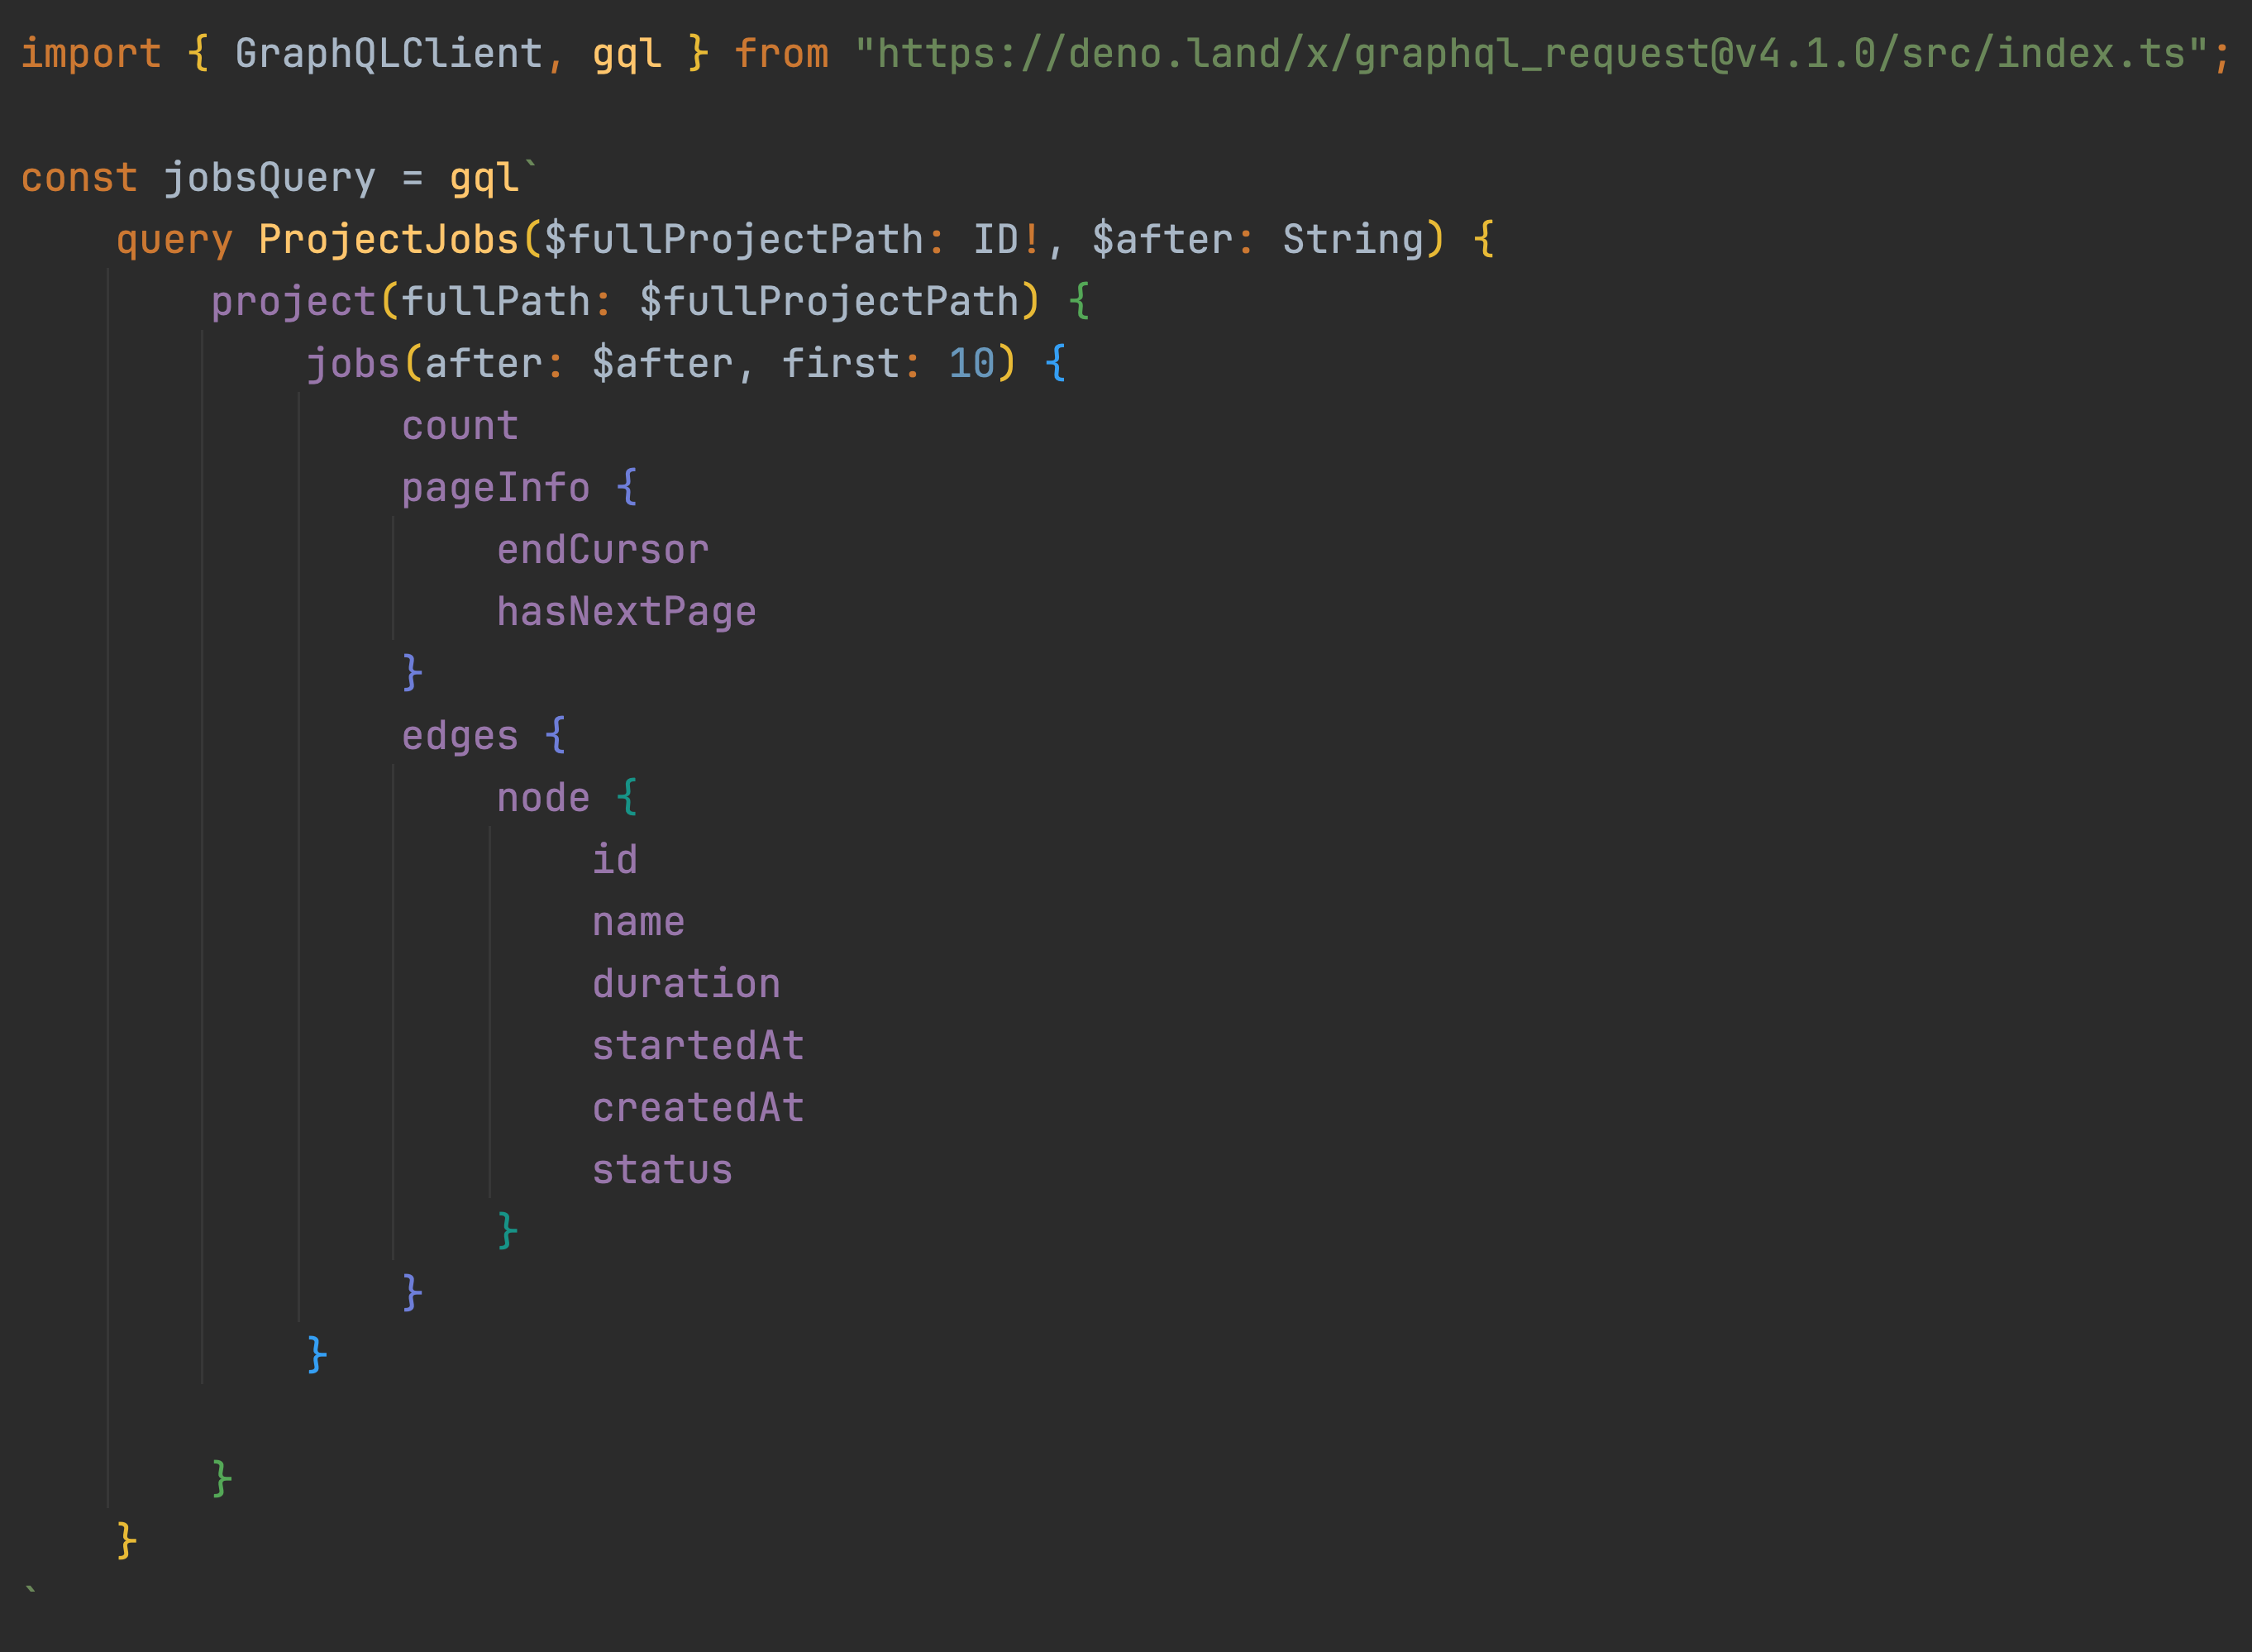 import { GraphQLClient, gql } from "https://deno.land/x/graphql_request@v4.1.0/src/index.ts";

const jobsQuery = gql`
    query ProjectJobs($fullProjectPath: ID!, $after: String) {
        project(fullPath: $fullProjectPath) {
            jobs(after: $after, first: 10) {
                count
                pageInfo {
                    endCursor
                    hasNextPage
                }
                edges {
                    node {
                        id
                        name
                        duration
                        startedAt
                        createdAt
                        status
                    }
                }
            }

        }
    }
`